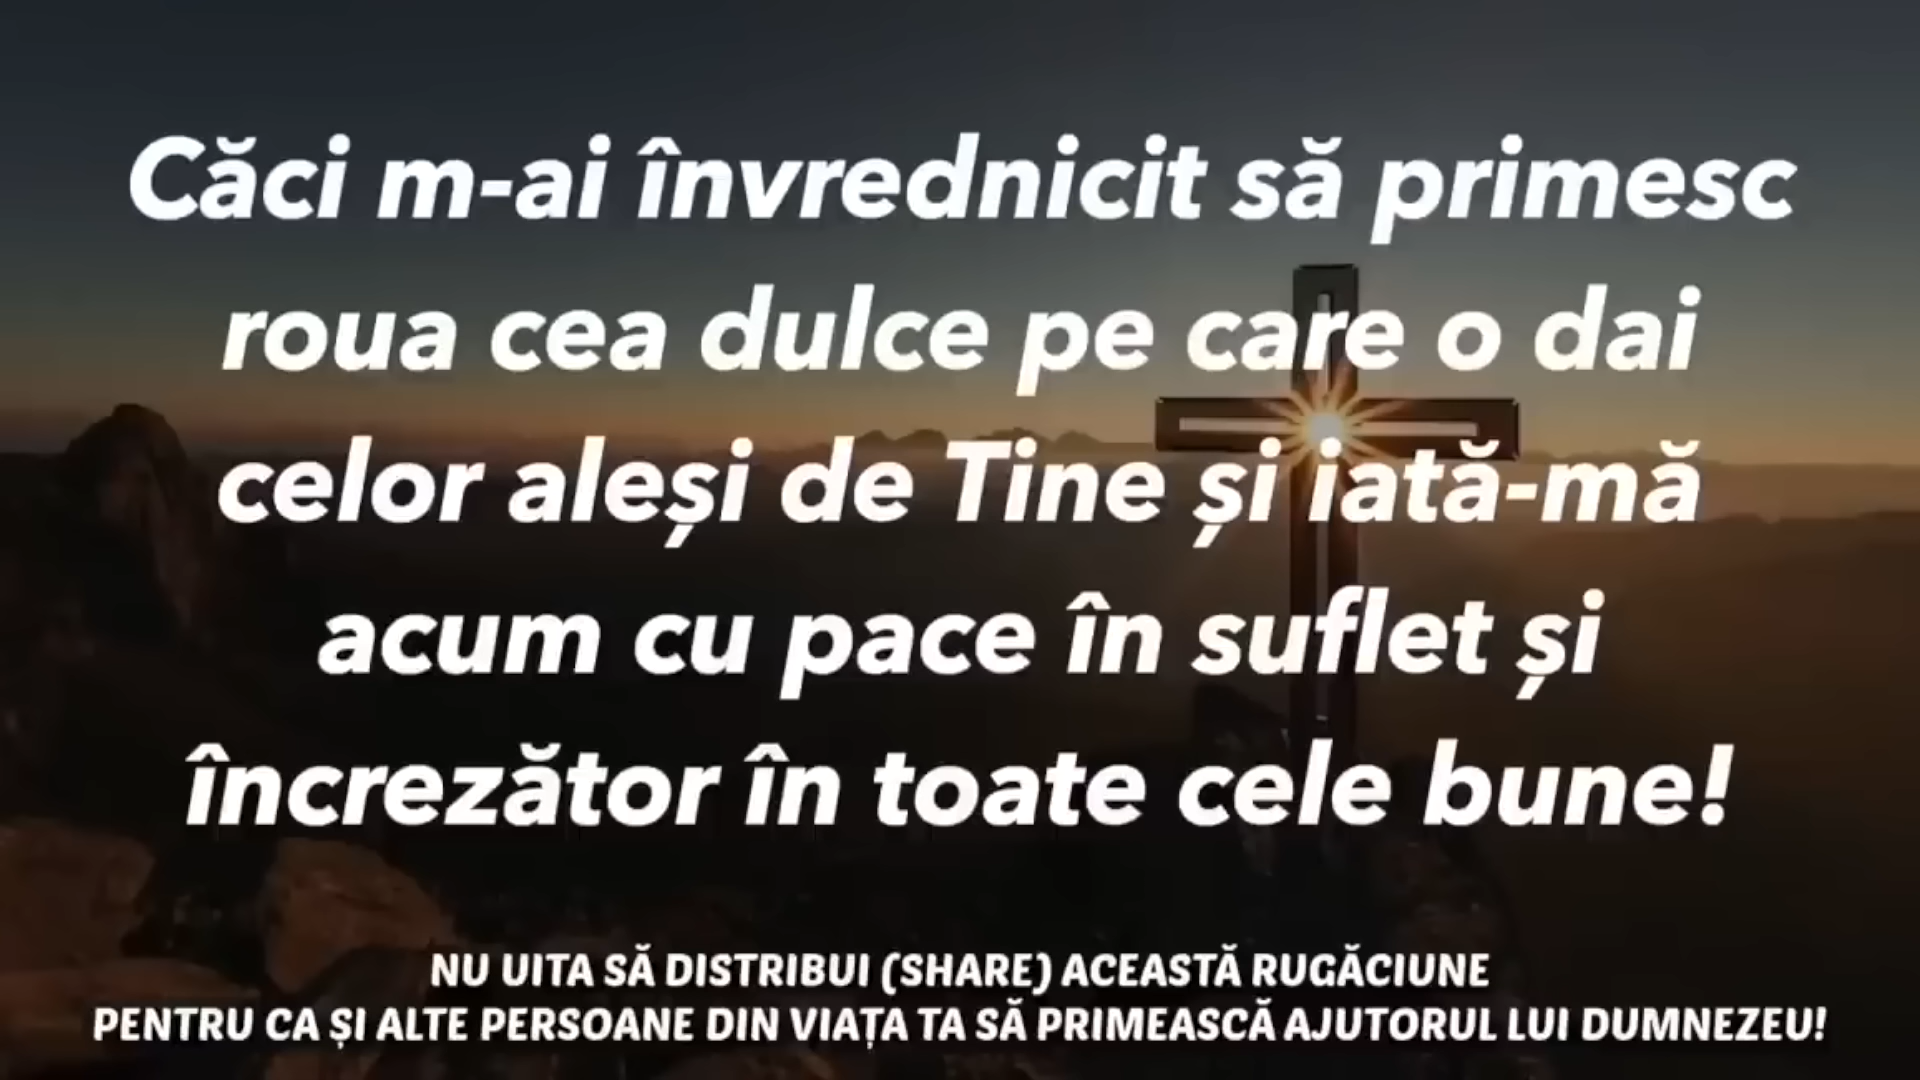 Căci m-ai învrednicit să primesc
roua cea dulce pe care o dai
celor aleși de Tine și iată-mă
acum cu pace în suflet și
încrezător în toate cele bune!
NU UITA SĂ DISTRIBUI (SHARE) ACEASTĂ RUGĂCIUNE
PENTRU CA ȘI ALTE PERSOANE DIN VIAȚA TA SĂ PRIMEASCĂ AJUTORUL LUI DUMNEZEU!